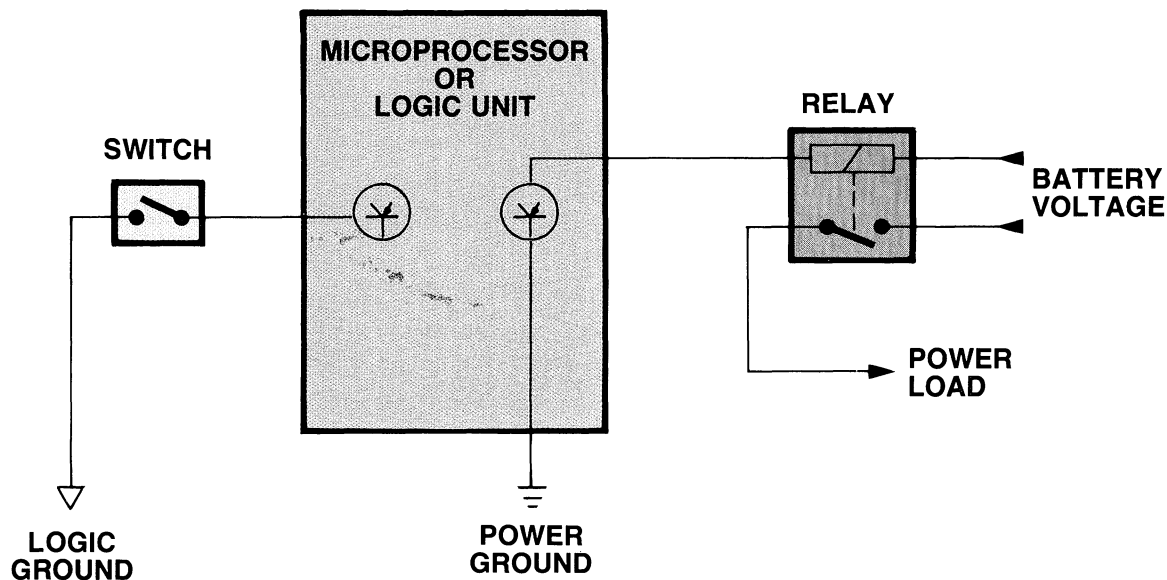 MICROPROCESSOR
OR
LOGIC UNIT
SWITCH
RELAY
BATTERY
VOLTAGE
POWER
LOAD
LOGIC
GROUND
POWER
GROUND